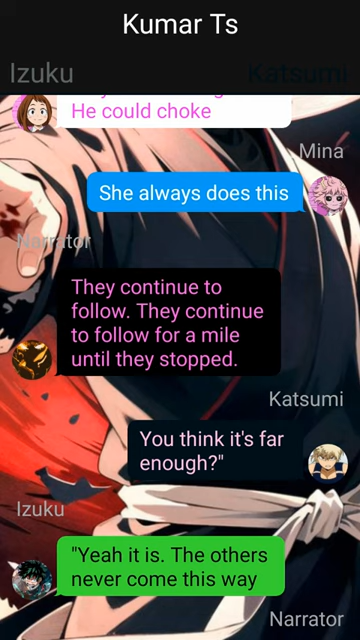 Kumar Ts
Izuku
Katsumi
He could choke
Mina
She always does this
Narrator
They continue to
follow. They continue
to follow for a mile
until they stopped.
Katsumi
You think it's far
enough?"
Izuku
"Yeah it is. The others
never come this way
Narrator